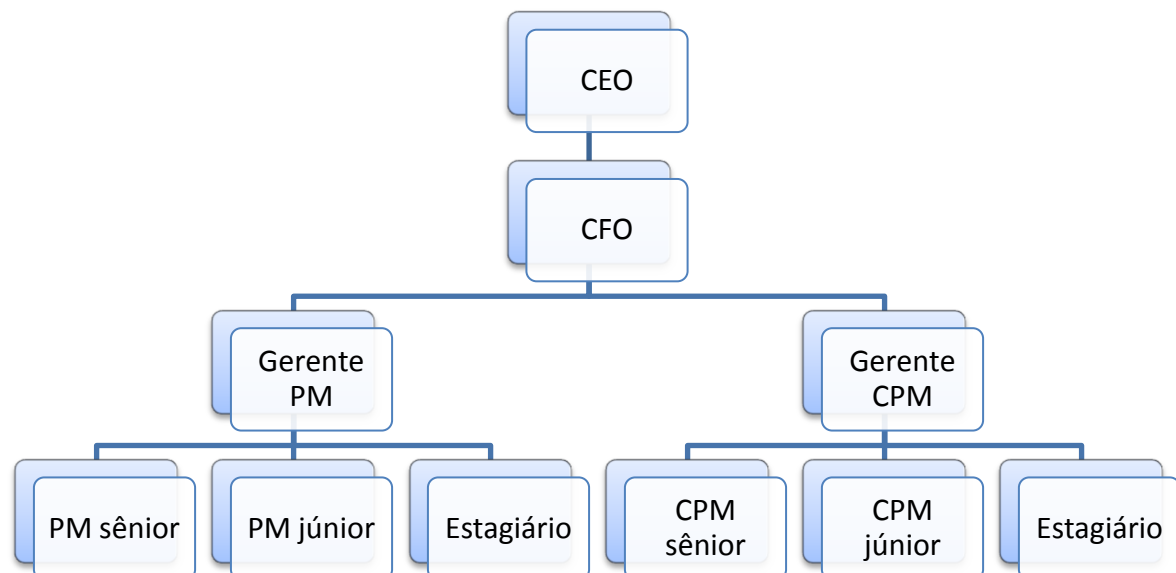 CEO
CFO
Gerente
PM
Gerente
CPM
PM sênior
PM júnior
Estagiário
CPM
sênior
CPM
júnior
Estagiário